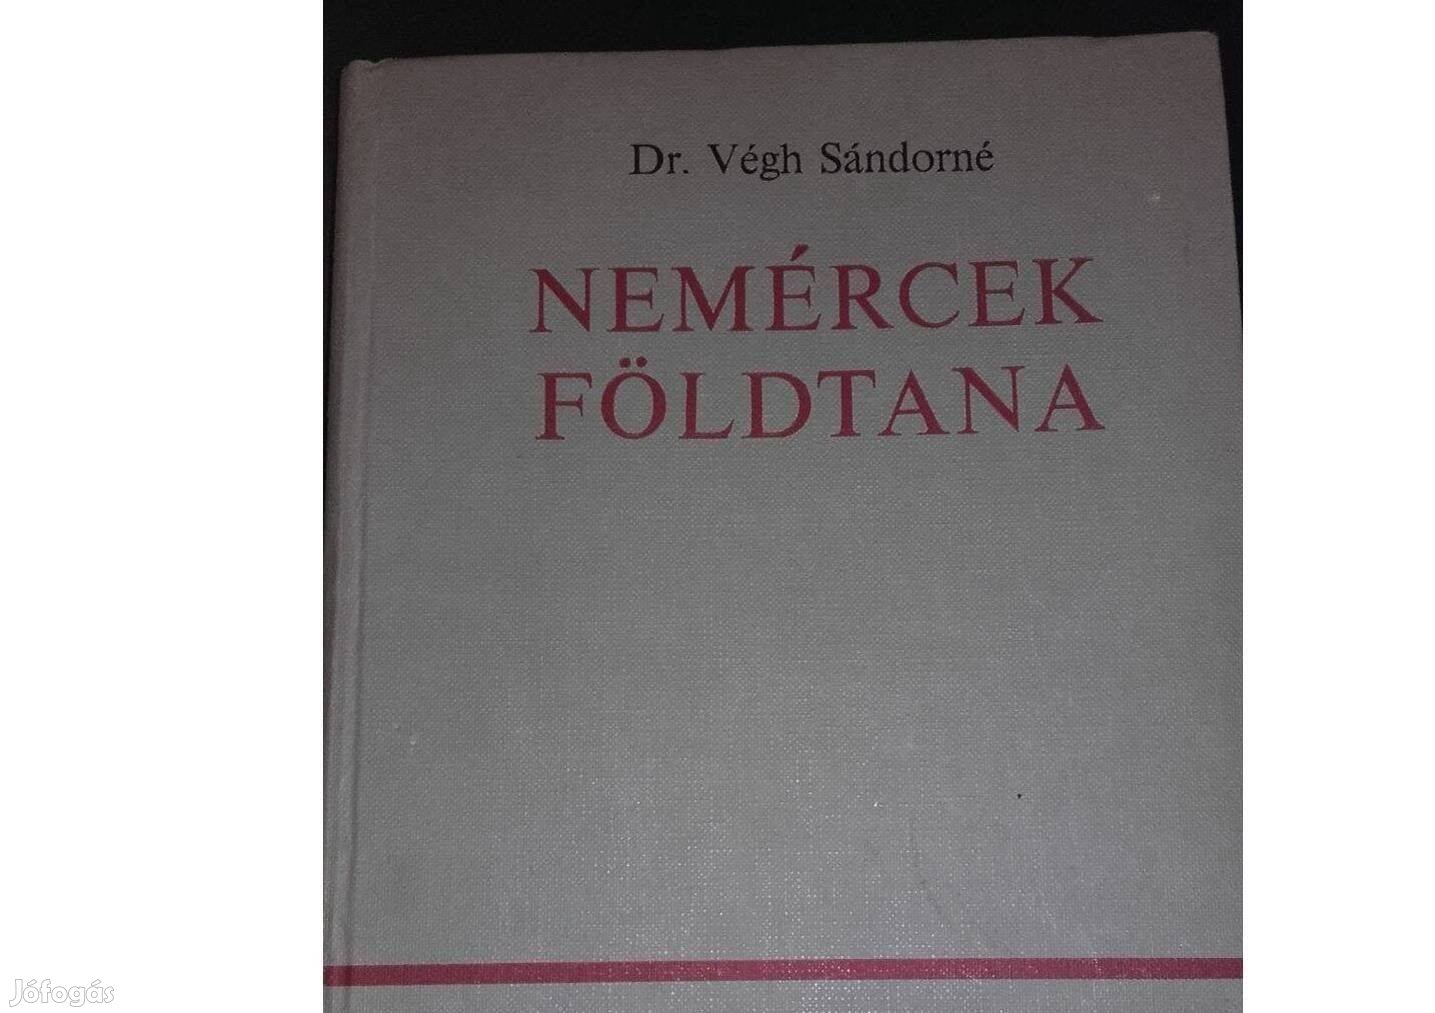 Dr. Végh Sándorné
NEMÉRCEK
FÖLDTANA
Jófogás